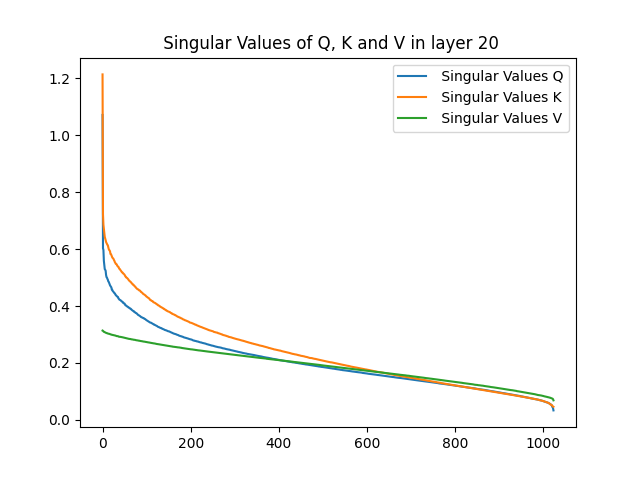 Singular Values of Q, K and V in layer 20
Singular Values Q
Singular Values K
Singular Values V
1.2
1.0
0.8
0.6
0.4
0.2
0.0
0 200 400 600 800 1000